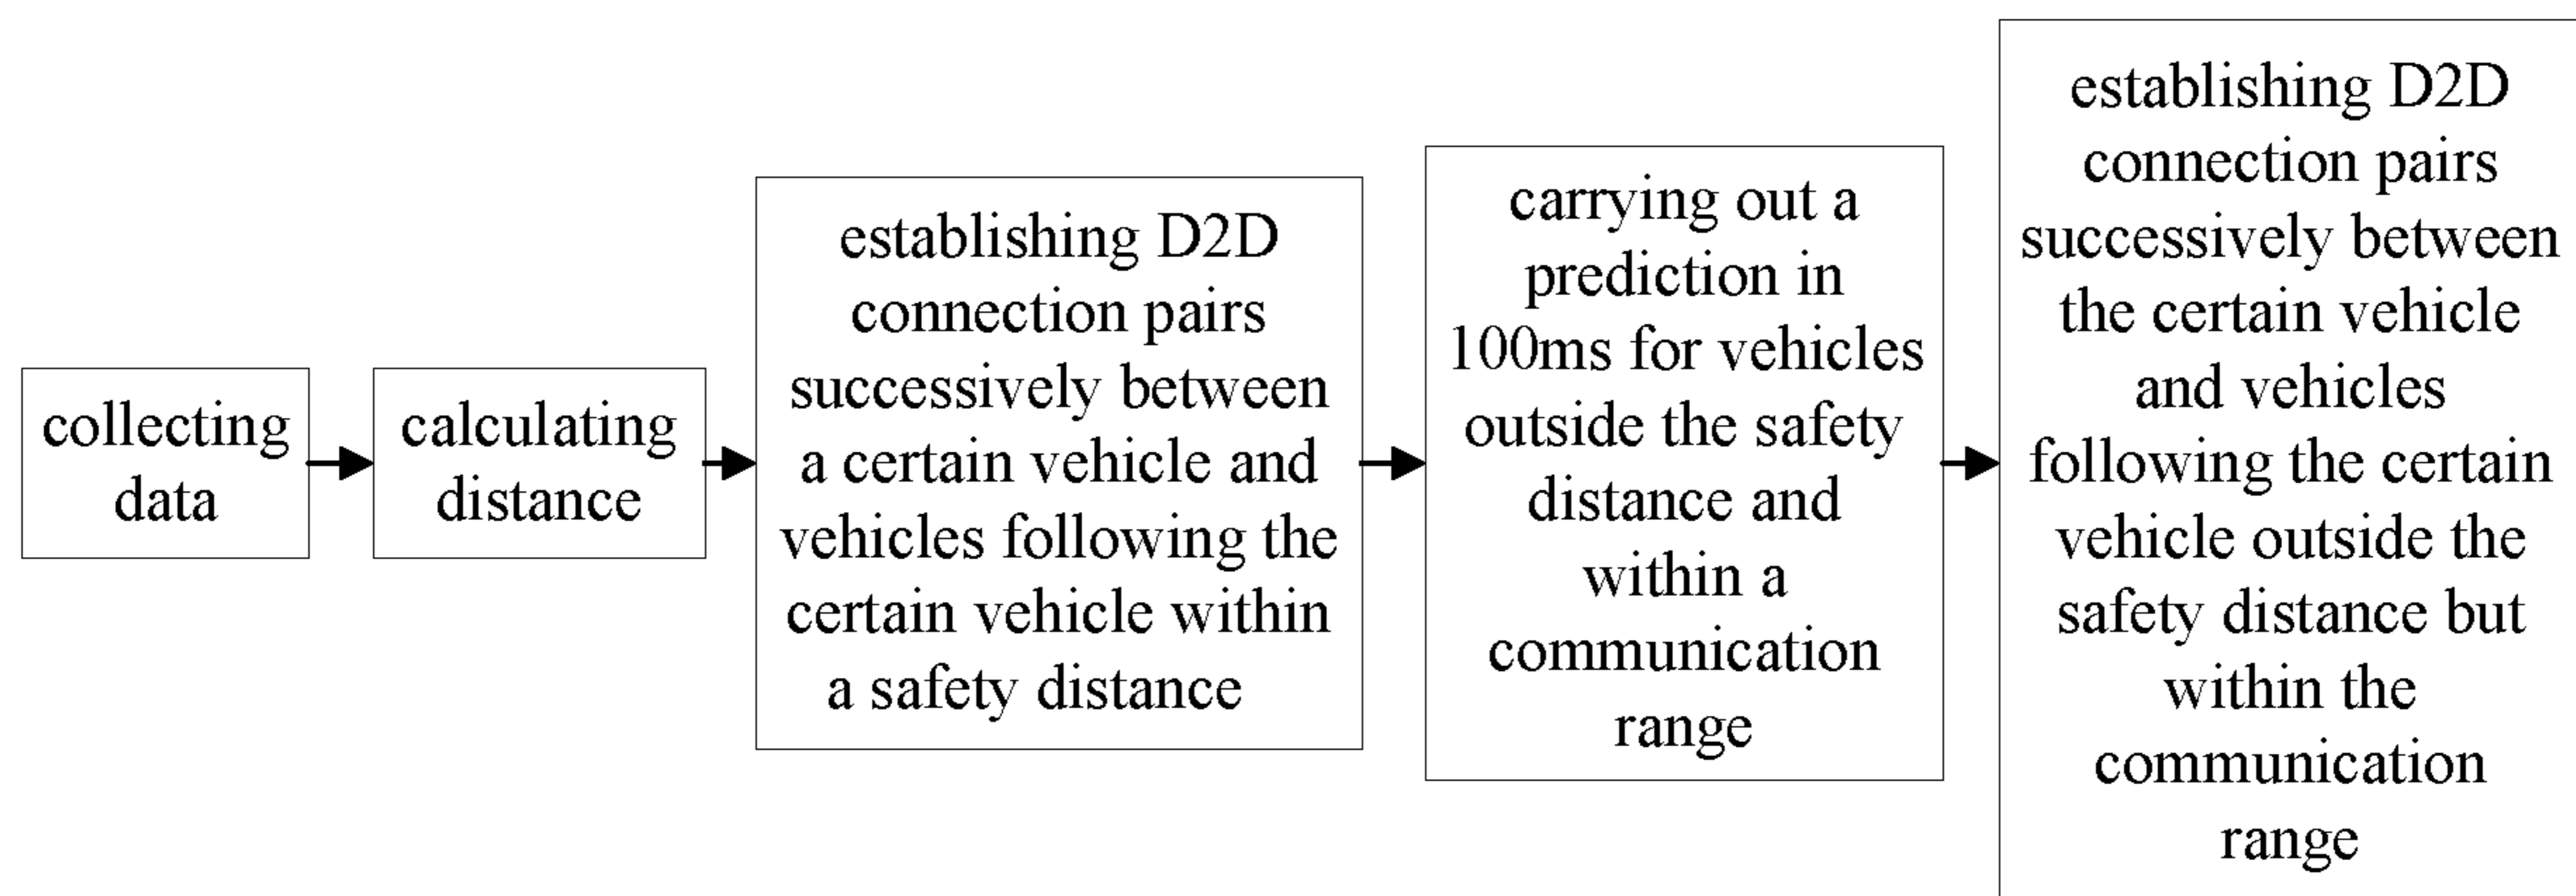 collecting
data
calculating
distance
establishing D2D
connection pairs
successively between
a certain vehicle and
vehicles following the
certain vehicle within
a safety distance
carrying out a
prediction in
100ms for vehicles
outside the safety
distance and
within a
communication
range
establishing D2D
connection pairs
successively between
the certain vehicle
and vehicles
following the certain
vehicle outside the
safety distance but
within the
communication
range